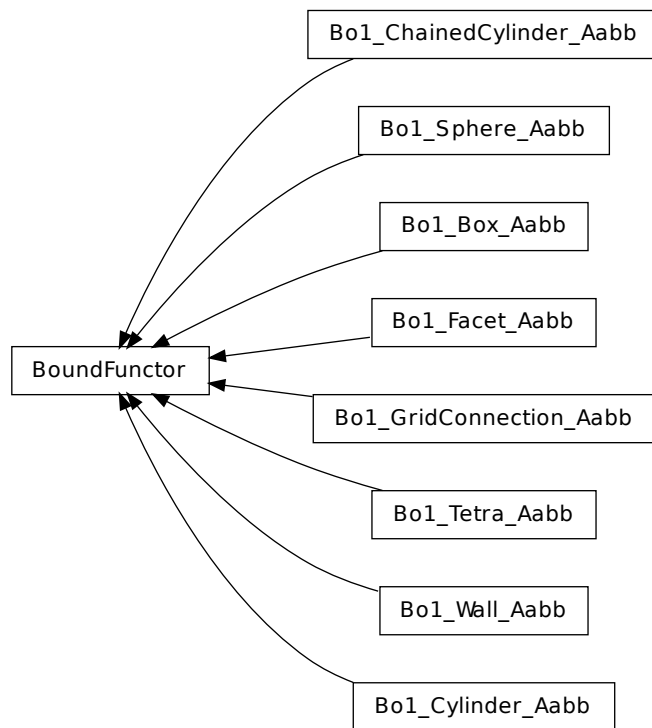 Bo1_ChainedCylinder_Aabb
Bo1_Sphere_Aabb
Bo1_Box_Aabb
Bo1_Facet_Aabb
BoundFunctor
Bo1_GridConnection_Aabb
Bo1_Tetra_Aabb
Bo1_Wall_Aabb
Bo1_Cylinder_Aabb